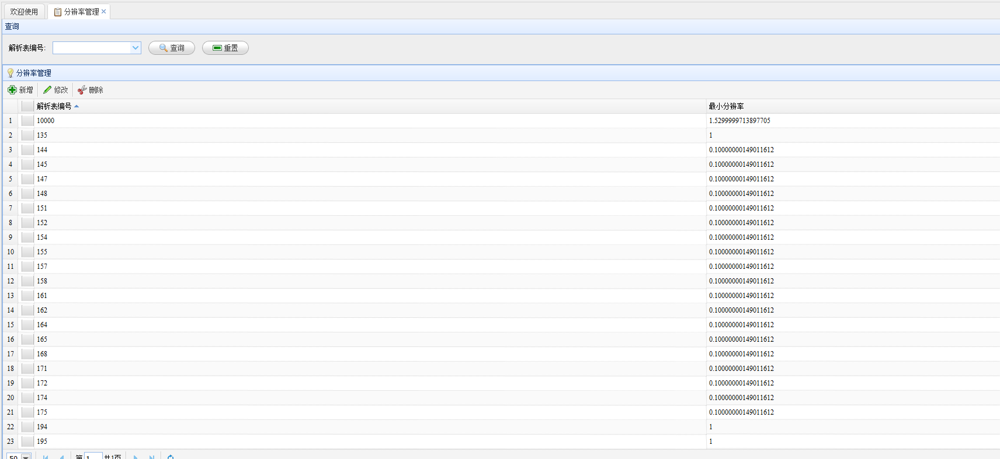 欢迎使用 分辨率管理
查询
解析表编号: 查询 重置
分辨率管理
新增 修改 删除
解析表编号 最小分辨率
1 10000 1.5299999713897705
2 135 1
3 144 0.10000000149011612
4 145 0.10000000149011612
5 147 0.10000000149011612
6 148 0.10000000149011612
7 151 0.10000000149011612
8 152 0.10000000149011612
9 154 0.10000000149011612
10 155 0.10000000149011612
11 157 0.10000000149011612
12 158 0.10000000149011612
13 161 0.10000000149011612
14 162 0.10000000149011612
15 164 0.10000000149011612
16 165 0.10000000149011612
17 168 0.10000000149011612
18 171 0.10000000149011612
19 172 0.10000000149011612
20 174 0.10000000149011612
21 175 0.10000000149011612
22 194 1
23 195 1
50 第 1 共1页